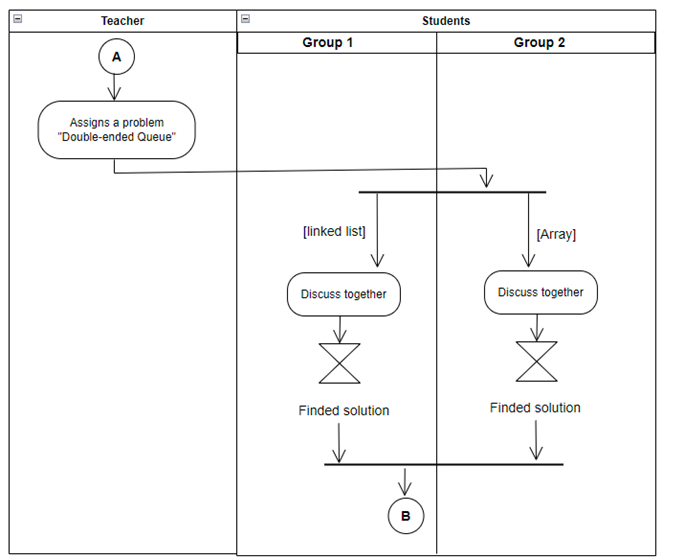 Teacher
Students
Group 1
Group 2
A
Assigns a problem
"Double-ended Queue"
[linked list]
[Array]
Discuss together
Discuss together
Finded solution
Finded solution
B